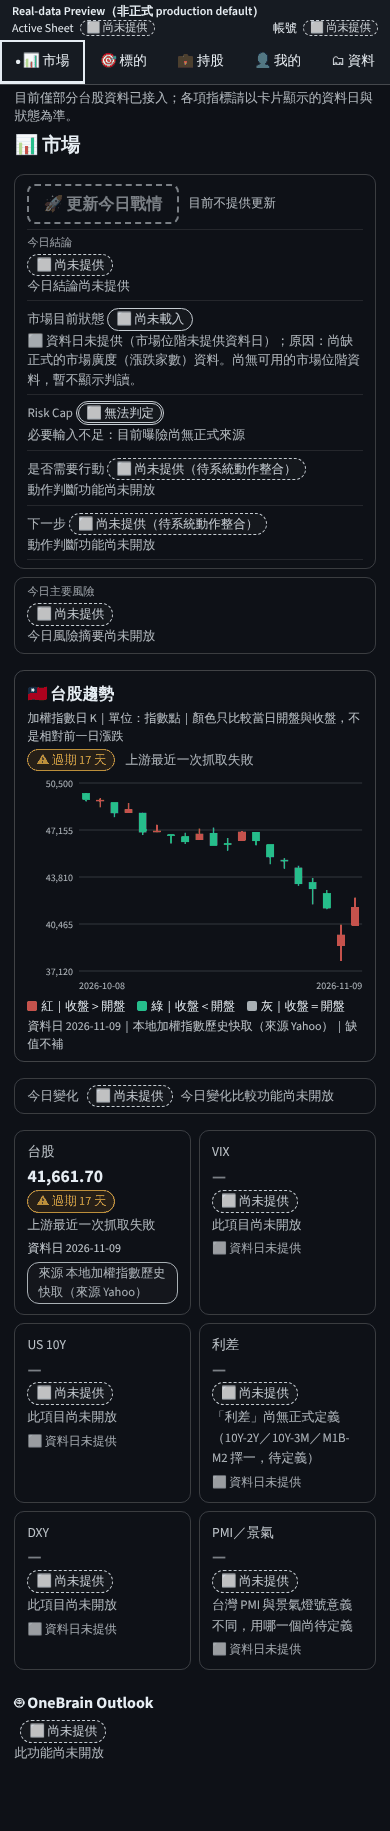 Real-data Preview（非正式 production default）
Active Sheet 尚未提供 帳號 尚未提供
市場 標的 持股 我的 資料
目前僅部分台股資料已接入；各項指標請以卡片顯示的資料日與
狀態為準。
市場
更新今日戰情 目前不提供更新
今日結論
尚未提供
今日結論尚未提供
市場目前狀態 尚未載入
資料日未提供（市場位階未提供資料日）；原因：尚缺
正式的市場廣度（漲跌家數）資料。尚無可用的市場位階資
料，暫不顯示判讀。
Risk Cap 無法判定
必要輸入不足：目前曝險尚無正式來源
是否需要行動 尚未提供（待系統動作整合）
動作判斷功能尚未開放
下一步 尚未提供（待系統動作整合）
動作判斷功能尚未開放
今日主要風險
尚未提供
今日風險摘要尚未開放
台股趨勢
加權指數日 K｜單位：指數點｜顏色只比較當日開盤與收盤，不
是相對前一日漲跌
過期 17 天 上游最近一次抓取失敗
50,500
47,155
43,810
40,465
37,120
2026-10-08 2026-11-09
紅｜收盤＞開盤 綠｜收盤＜開盤 灰｜收盤＝開盤
資料日 2026-11-09｜本地加權指數歷史快取（來源 Yahoo）｜缺
值不補
今日變化 尚未提供 今日變化比較功能尚未開放
台股
41,661.70
過期 17 天
上游最近一次抓取失敗
資料日 2026-11-09
來源 本地加權指數歷史
快取（來源 Yahoo）
VIX
—
尚未提供
此項目尚未開放
資料日未提供
US 10Y
—
尚未提供
此項目尚未開放
資料日未提供
利差
—
尚未提供
「利差」尚無正式定義
（10Y-2Y／10Y-3M／M1B-
M2 擇一，待定義）
資料日未提供
DXY
—
尚未提供
此項目尚未開放
資料日未提供
PMI／景氣
—
尚未提供
台灣 PMI 與景氣燈號意義
不同，用哪一個尚待定義
資料日未提供
OneBrain Outlook
尚未提供
此功能尚未開放